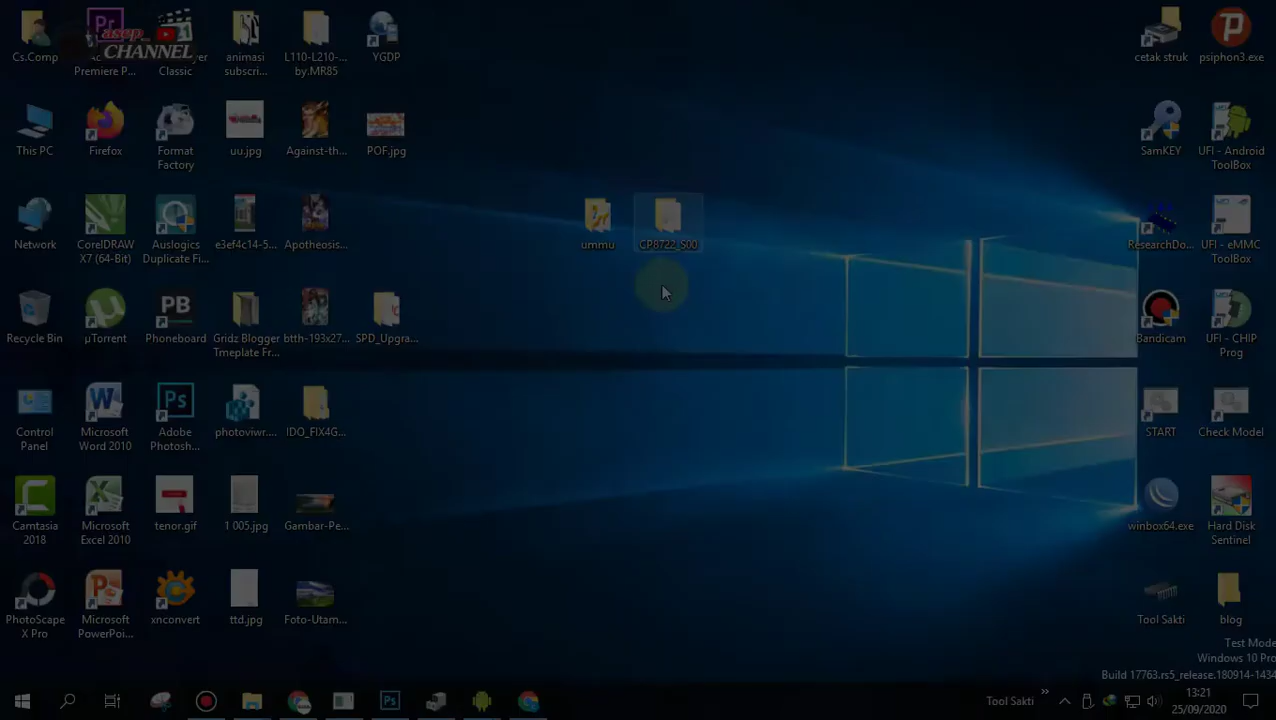 asep_
CHANNEL
Cs.Comp
Premiere P...
Classic
animasi
subscri...
L110-L210-...
by.MR85
YGDP
cetak struk
psiphon3.exe
This PC
Firefox
Format
Factory
uu.jpg
Against-th...
POF.jpg
SamKEY
UFI - Android
ToolBox
Network
CorelDRAW
X7 (64-Bit)
Auslogics
Duplicate Fi...
e3ef4c14-5...
Apotheosis...
ummu
CP8722_S00
ResearchDo...
UFI - eMMC
ToolBox
Recycle Bin
µTorrent
Phoneboard
Gridz Blogger
Tmeplate Fr...
btth-193x27...
SPD_Upgra...
Bandicam
UFI - CHIP
Prog
Control
Panel
Microsoft
Word 2010
Adobe
Photosh...
photoviwr....
IDO_FIX4G...
START
Check Model
Camtasia
2018
Microsoft
Excel 2010
tenor.gif
1 005.jpg
Gambar-Pe...
winbox64.exe
Hard Disk
Sentinel
PhotoScape
X Pro
Microsoft
PowerPoi...
xnconvert
ttd.jpg
Foto-Utam...
Tool Sakti
blog
Test Mode
Windows 10 Pro
Build 17763.rs5_release.180914-1434
Tool Sakti
13:21
25/09/2020